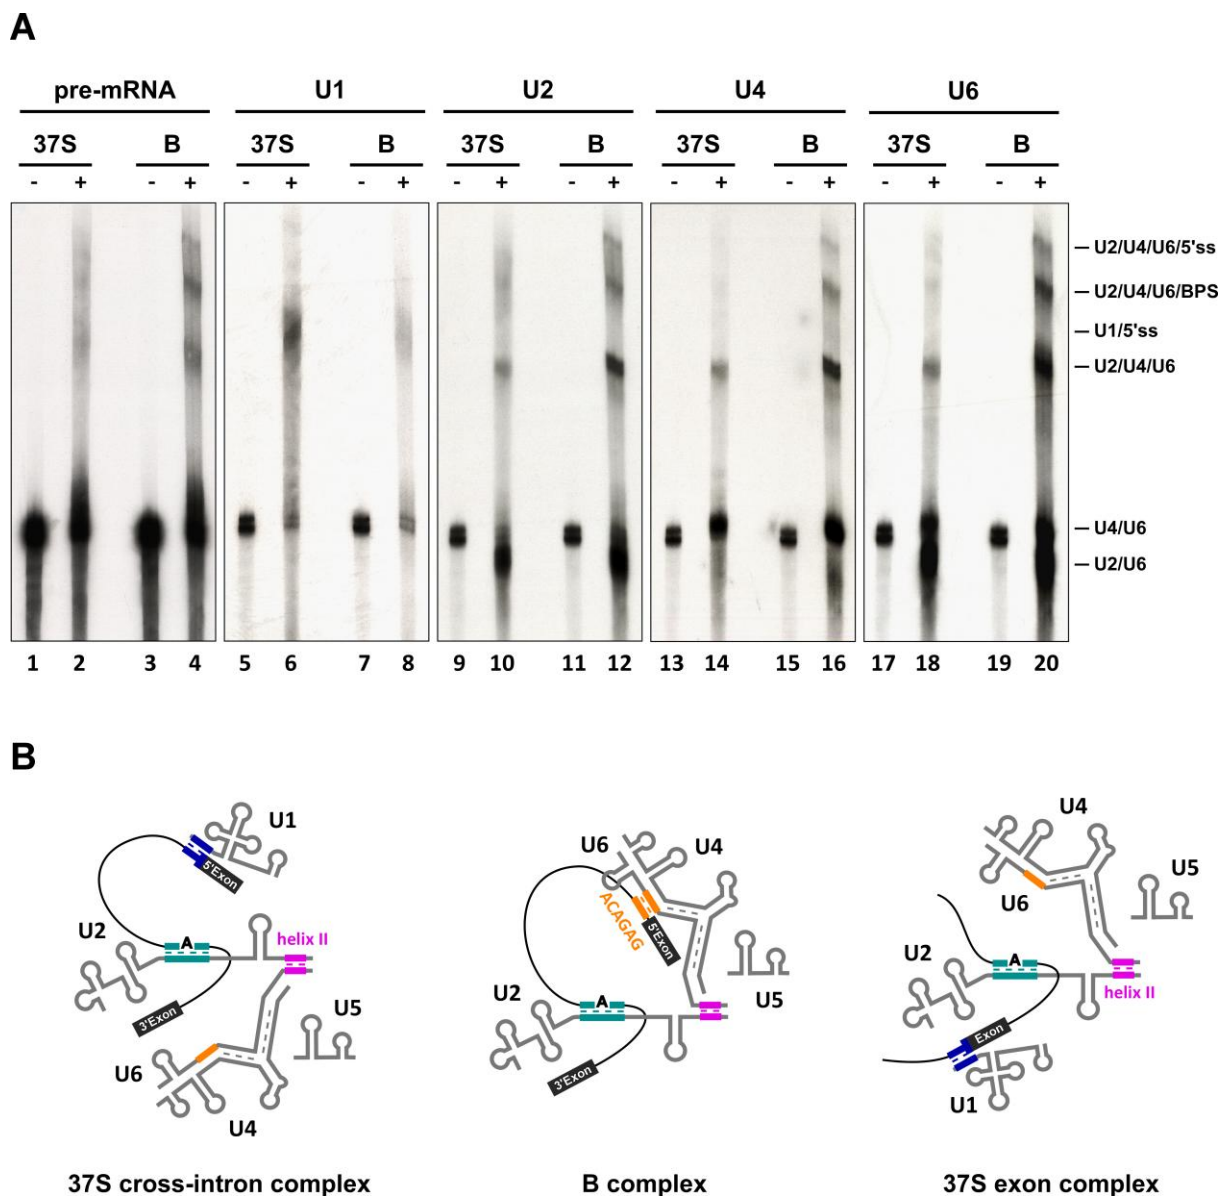 A
pre-mRNA U1 U2 U4 U6
37S B 37S B 37S B 37S B 37S B
- + - + - + - + - + - + - + - + - + - +
U2/U4/U6/5'ss
U2/U4/U6/BPS
U1/5'ss
U2/U4/U6
U4/U6
U2/U6
1 2 3 4 5 6 7 8 9 10 11 12 13 14 15 16 17 18 19 20
B
U1
5'Exon
U2
A
helix II
3'Exon
U5
U6
U4
37S cross-intron complex
U6
U4
ACAGAG
5'Exon
U5
U2
A
3'Exon
B complex
U4
U5
U6
U2
A
helix II
Exon
U1
37S exon complex